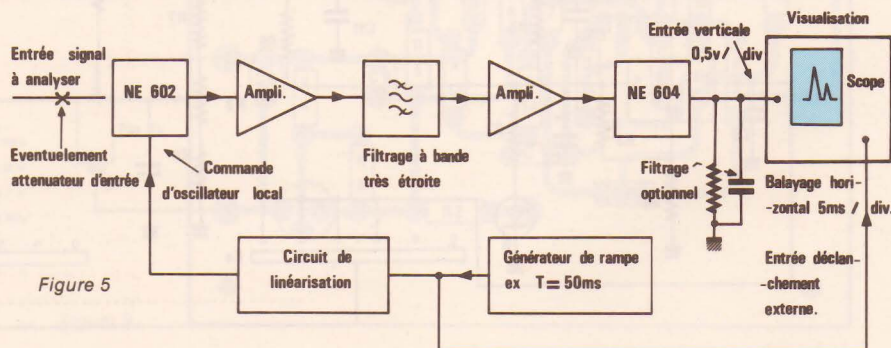 Visualisation
Entrée verticale
0,5v / div
Entrée signal
à analyser
NE 602
Ampli.
Ampli.
NE 604
Scope
Eventuelement
attenuateur d'entrée
Commande
d'oscillateur local
Filtrage à bande
très étroite
Filtrage
optionnel
Balayage hori-
-zontal 5ms / div.
Circuit de
linéarisation
Générateur de rampe
ex T = 50ms
Entrée déclan-
-chement
externe.
Figure 5